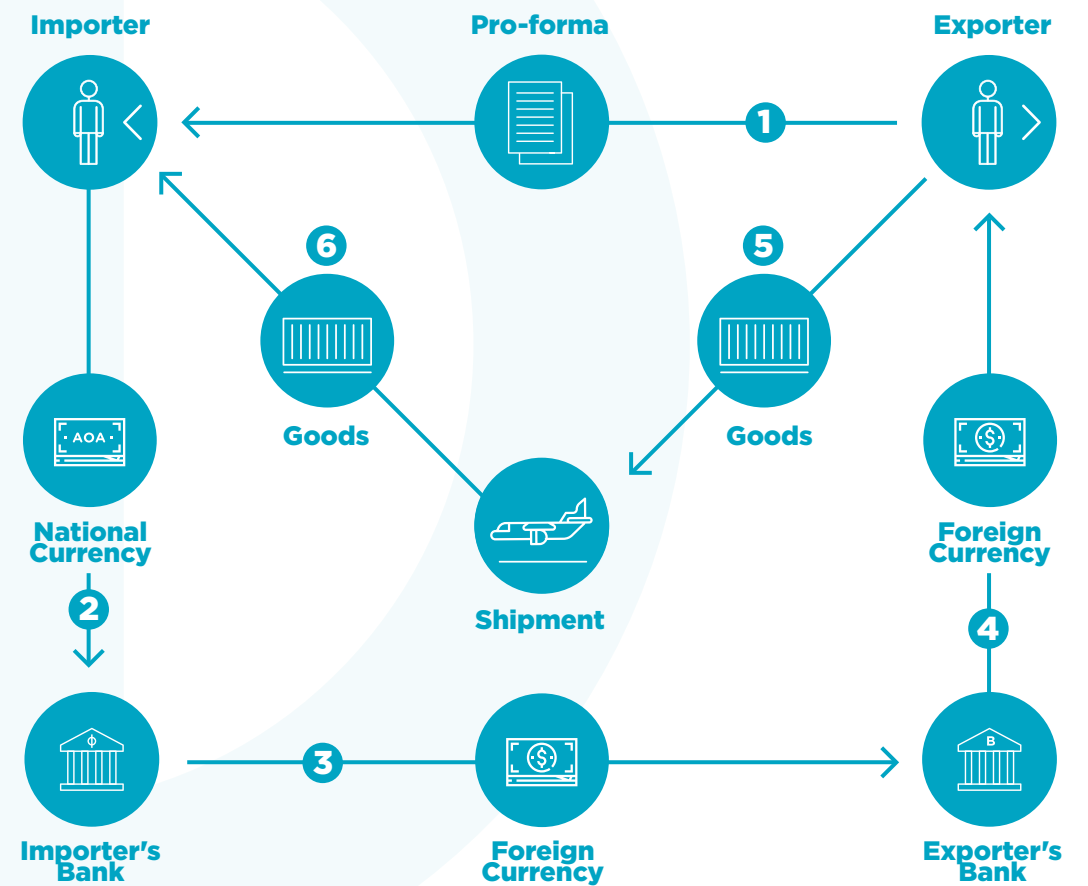 Importer
Pro-forma
Exporter
1
6
5
AOA
$
Goods
Goods
National
Currency
Foreign
Currency
2
Shipment
4
B
3
$
Importer's
Bank
Foreign
Currency
Exporter's
Bank